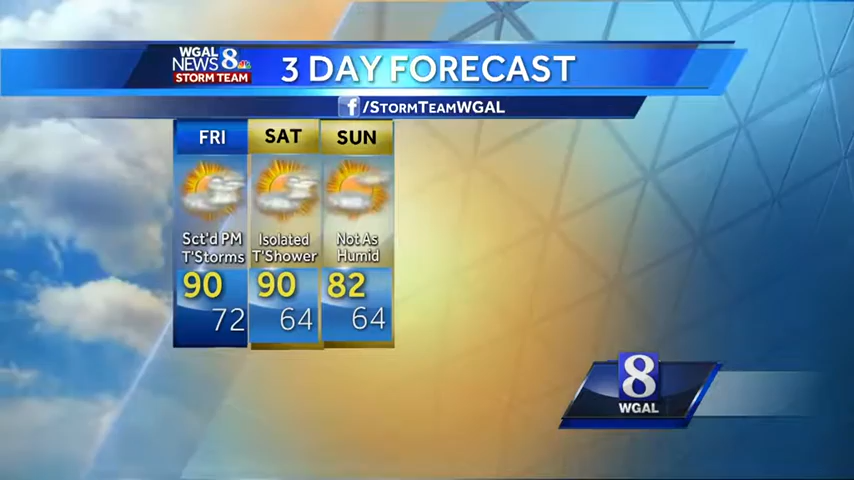 WGAL
NEWS 8
STORM TEAM
3 DAY FORECAST
f /STORMTEAMWGAL
FRI SAT SUN
Sct'd PM Isolated Not As
T'Storms T'Shower Humid
90 90 82
72 64 64
8
WGAL